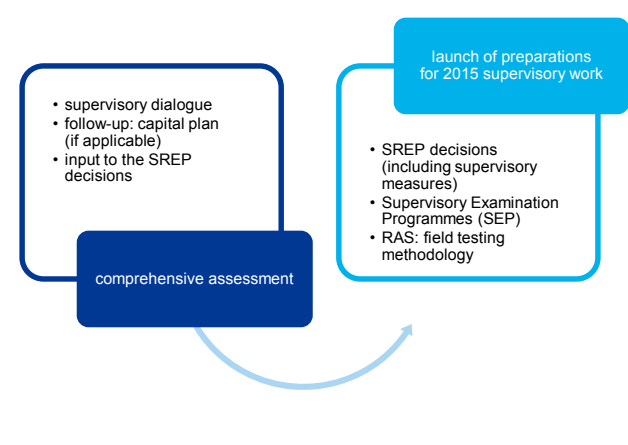 • supervisory dialogue
• follow-up: capital plan
(if applicable)
• input to the SREP
decisions
comprehensive assessment
launch of preparations
for 2015 supervisory work
• SREP decisions
(including supervisory
measures)
• Supervisory Examination
Programmes (SEP)
• RAS: field testing
methodology